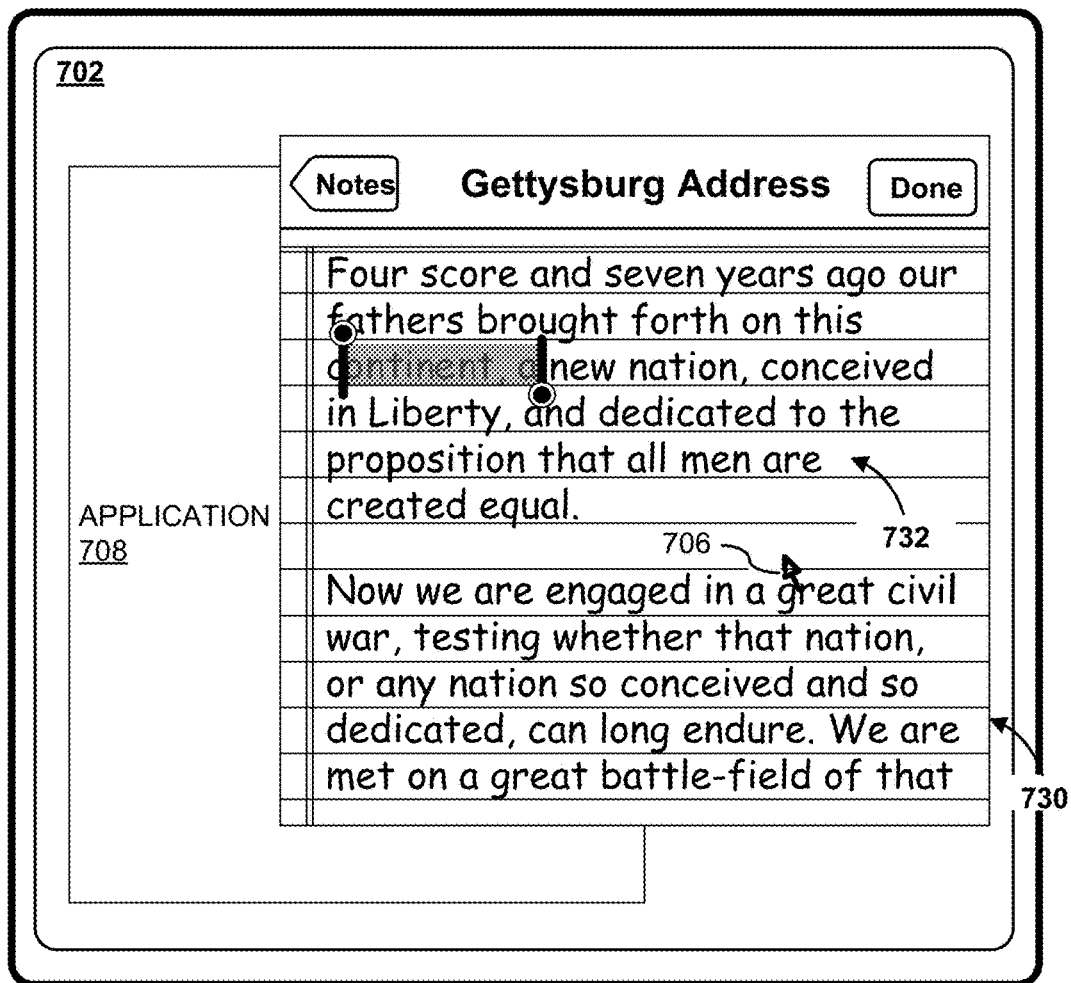 702
Notes
Gettysburg Address
Done
Four score and seven years ago our
fathers brought forth on this
continent, a new nation, conceived
in Liberty, and dedicated to the
proposition that all men are
created equal.
732
APPLICATION
708
706
Now we are engaged in a great civil
war, testing whether that nation,
or any nation so conceived and so
dedicated, can long endure. We are
met on a great battle-field of that
730